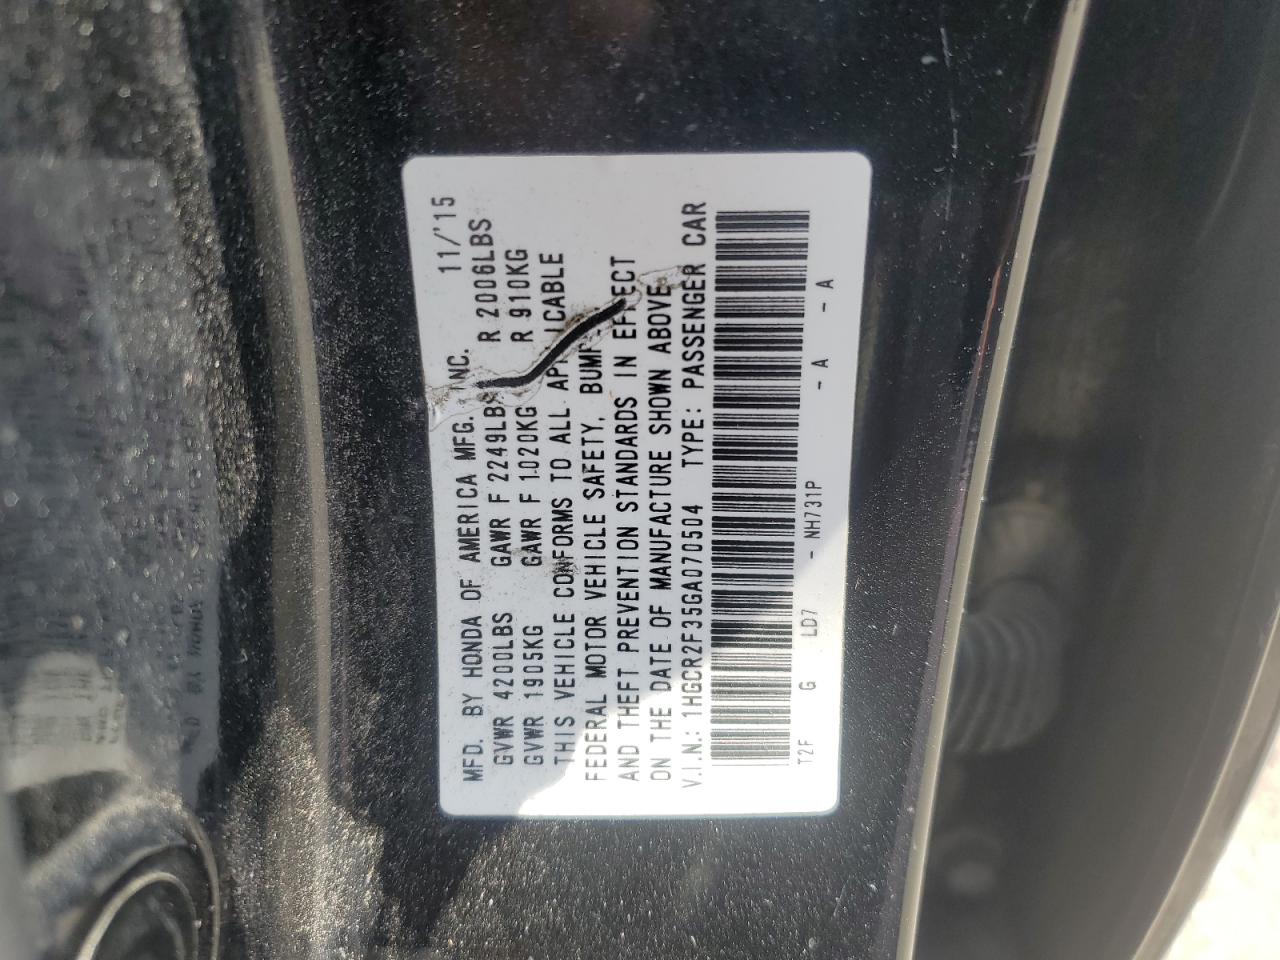 MFD. BY HONDA OF AMERICA MFG. INC. 11/'15
GVWR 4200LBS GAWR F 2249LBS R 2006LBS
GVWR 1905KG GAWR F 1020KG R 910KG
THIS VEHICLE CONFORMS TO ALL APPLICABLE
FEDERAL MOTOR VEHICLE SAFETY, BUMP
AND THEFT PREVENTION STANDARDS IN EFFECT
ON THE DATE OF MANUFACTURE SHOWN ABOVE
V.I.N.: 1HGCR2F35GA070504 TYPE: PASSENGER CAR
T2F G LD7 - NH731P - A - A